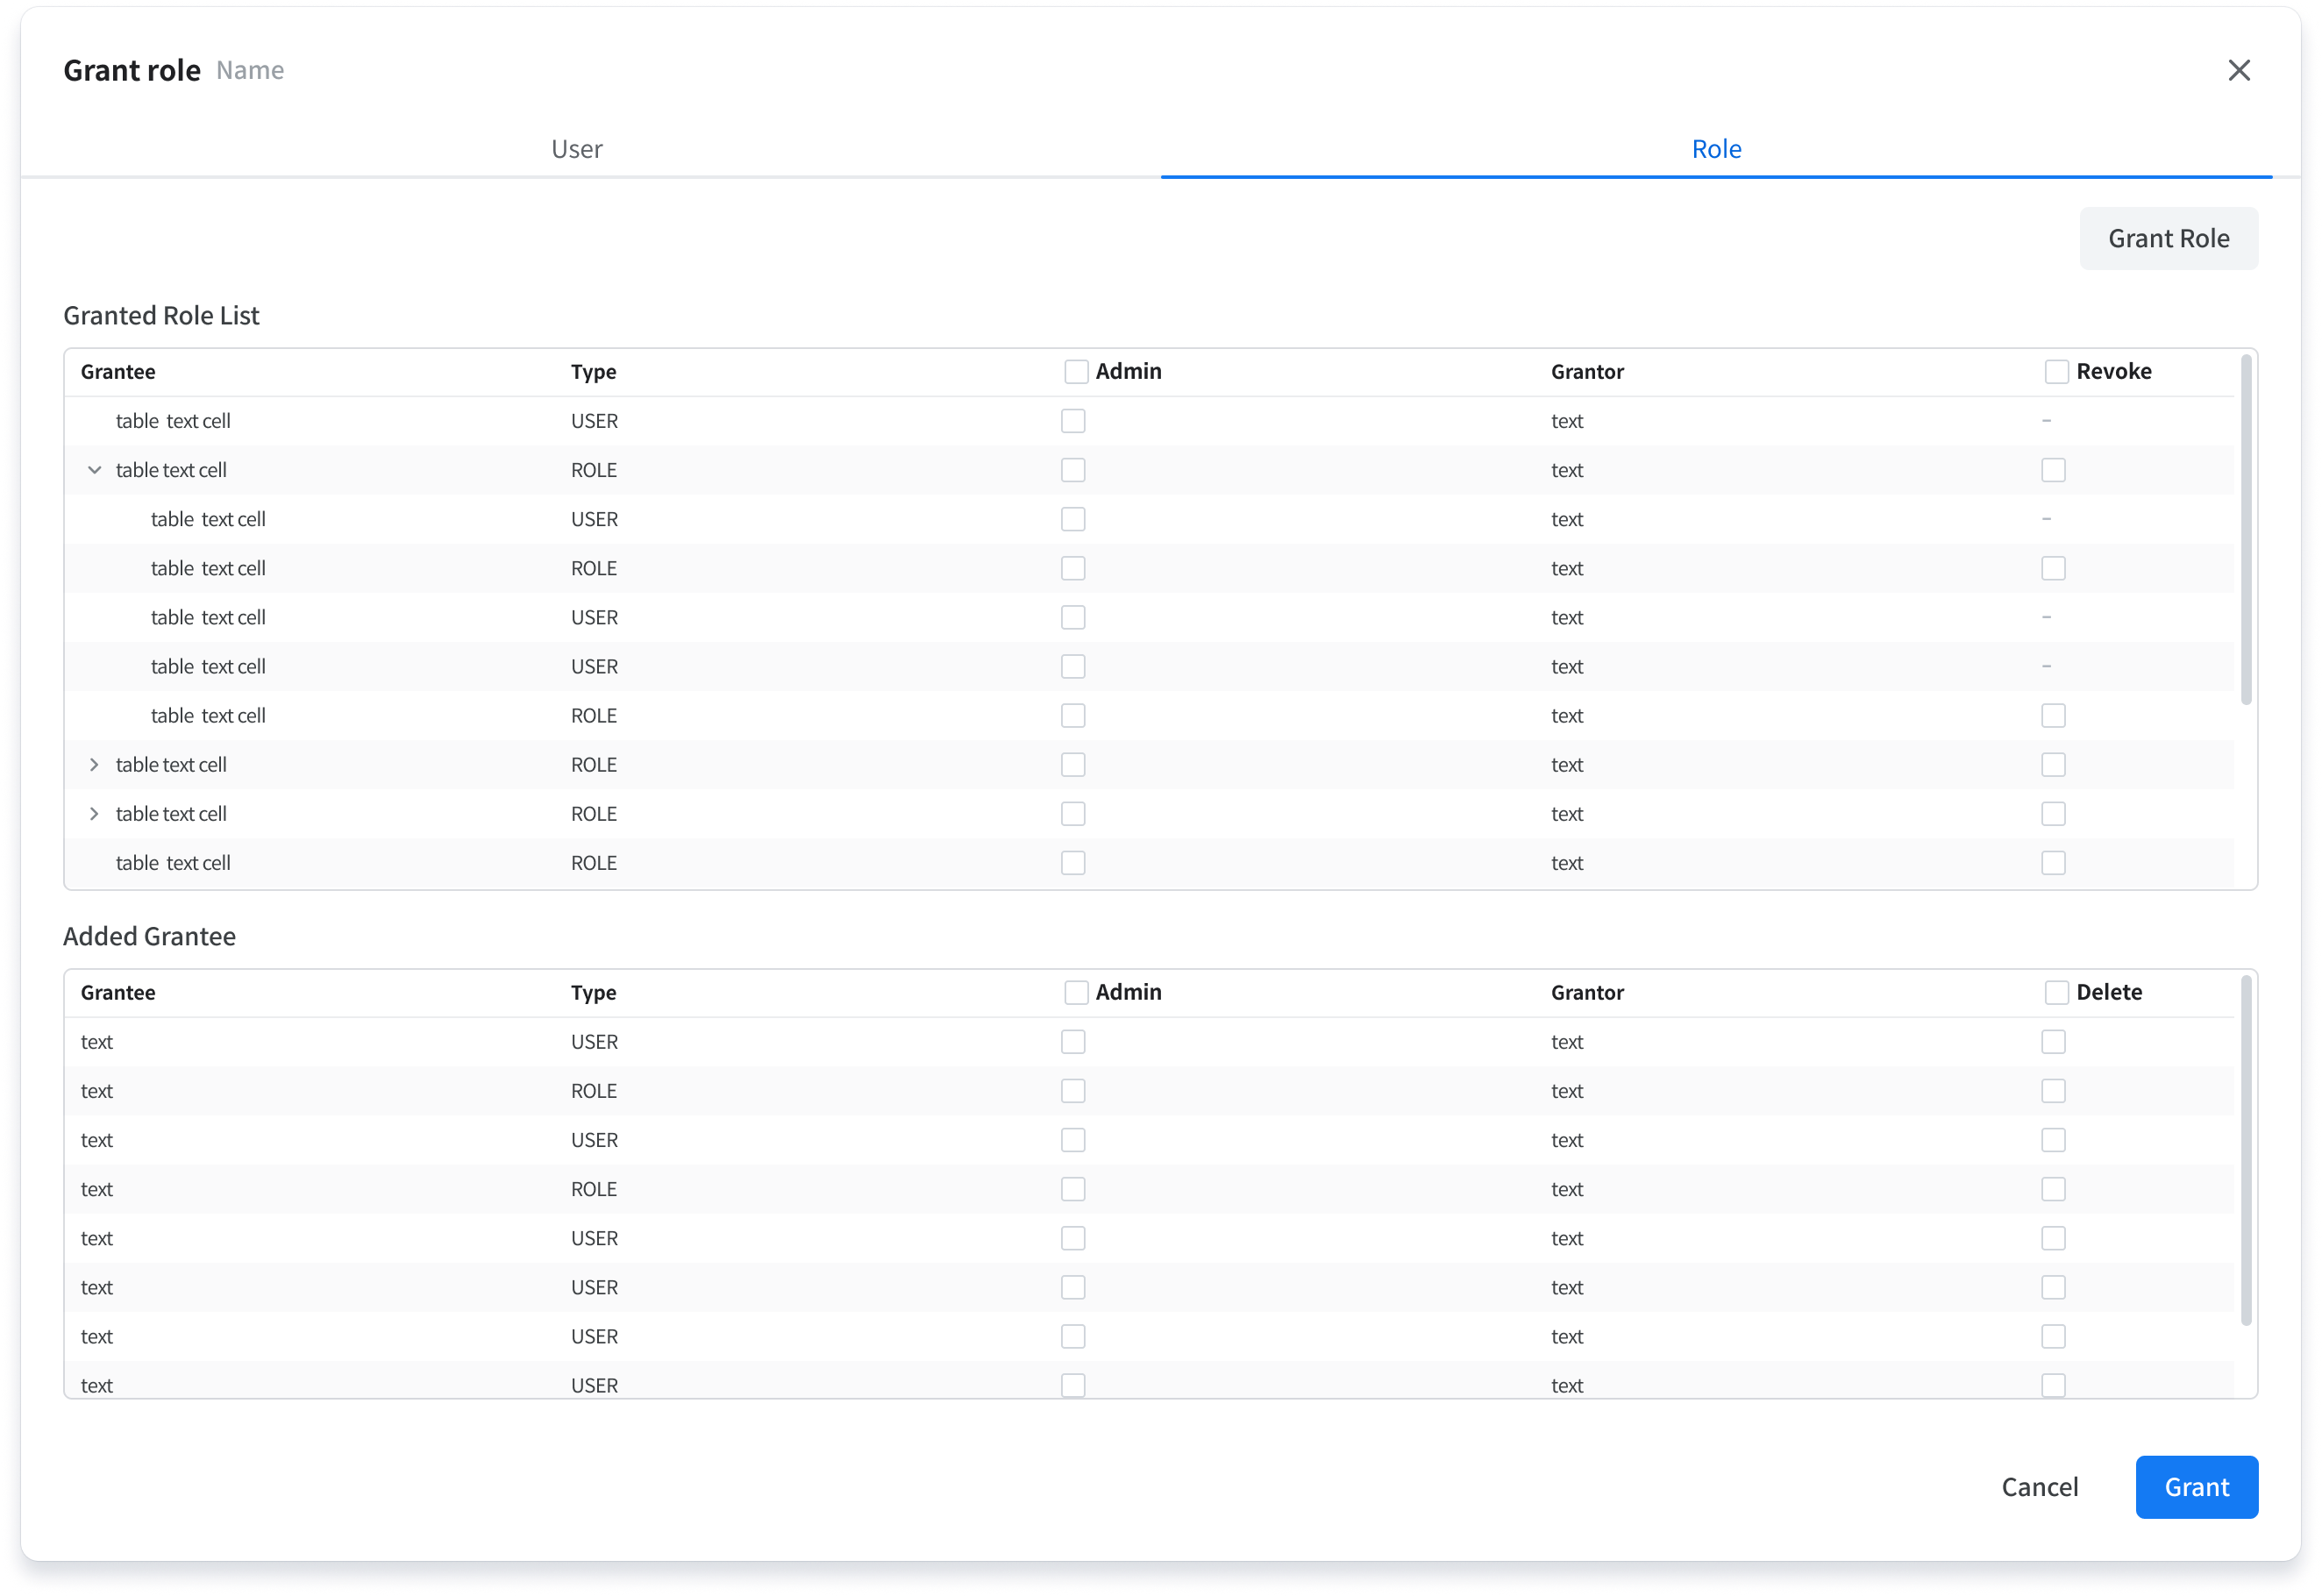 Grant role Name
User Role
Grant Role
Granted Role List
Grantee Type Admin Grantor Revoke
table text cell USER text –
table text cell ROLE text
table text cell USER text –
table text cell ROLE text
table text cell USER text –
table text cell USER text –
table text cell ROLE text
table text cell ROLE text
table text cell ROLE text
table text cell ROLE text
Added Grantee
Grantee Type Admin Grantor Delete
text USER text
text ROLE text
text USER text
text ROLE text
text USER text
text USER text
text USER text
text USER text
Cancel Grant